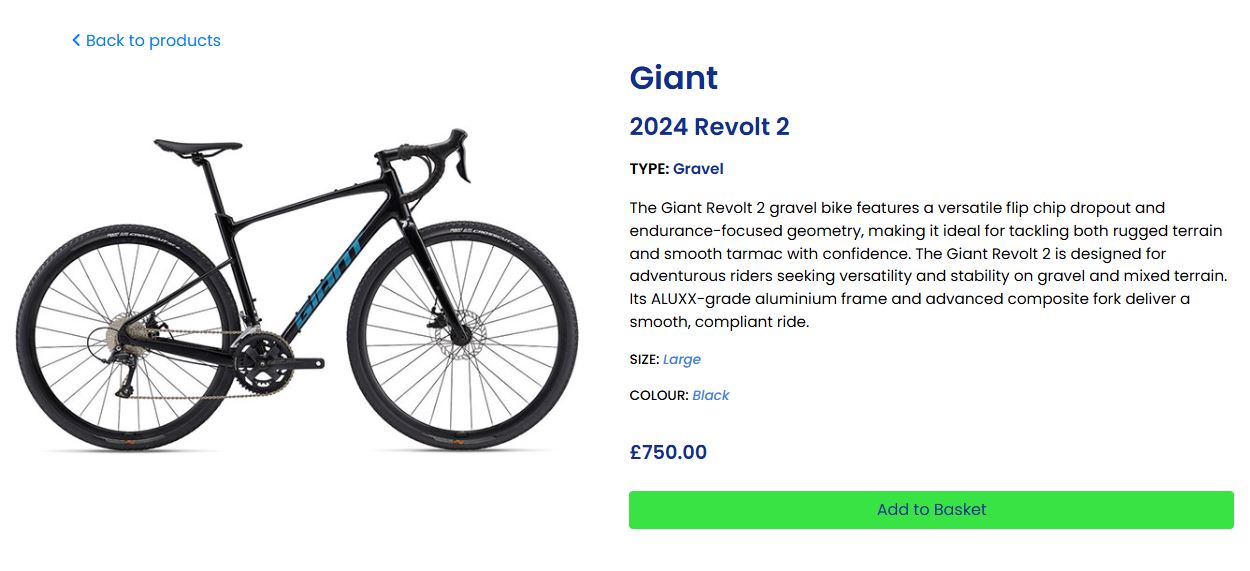 Back to products
Giant
2024 Revolt 2
TYPE: Gravel
The Giant Revolt 2 gravel bike features a versatile flip chip dropout and
endurance-focused geometry, making it ideal for tackling both rugged terrain
and smooth tarmac with confidence. The Giant Revolt 2 is designed for
adventurous riders seeking versatility and stability on gravel and mixed terrain.
Its ALUXX-grade aluminium frame and advanced composite fork deliver a
smooth, compliant ride.
SIZE: Large
COLOUR: Black
£750.00
Add to Basket
GIANT